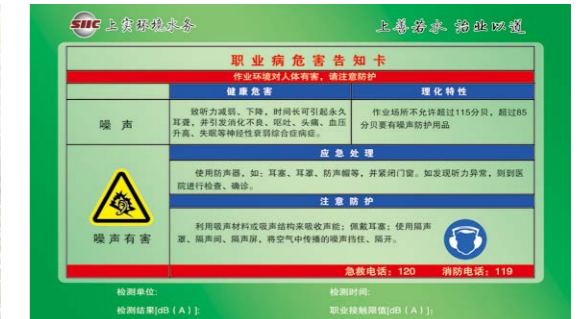 SIIC 上实环境水务
上善若水 治业以道
职业病危害告知卡
作业环境对人体有害，请注意防护
健康危害
理化特性
噪 声
致听力减弱、下降，时间长可引起永久
耳聋，并引发消化不良、呕吐、头痛、血压
升高、失眠等神经性衰弱综合症病症。
作业场所不允许超过115分贝，超过85
分贝要有噪声防护用品
应急处理
使用防声器，如：耳塞、耳罩、防声帽等，并紧闭门窗。如发现听力异常，则到医
院进行检查、确诊。
噪声有害
注意防护
利用吸声材料或吸声结构来吸收声能；佩戴耳塞；使用隔声
罩、隔声间、隔声屏，将空气中传播的噪声挡住、隔开。
急救电话：120 消防电话：119
检测单位:
检测时间:
检测结果[dB（A）]:
职业接触限值[dB（A）]: